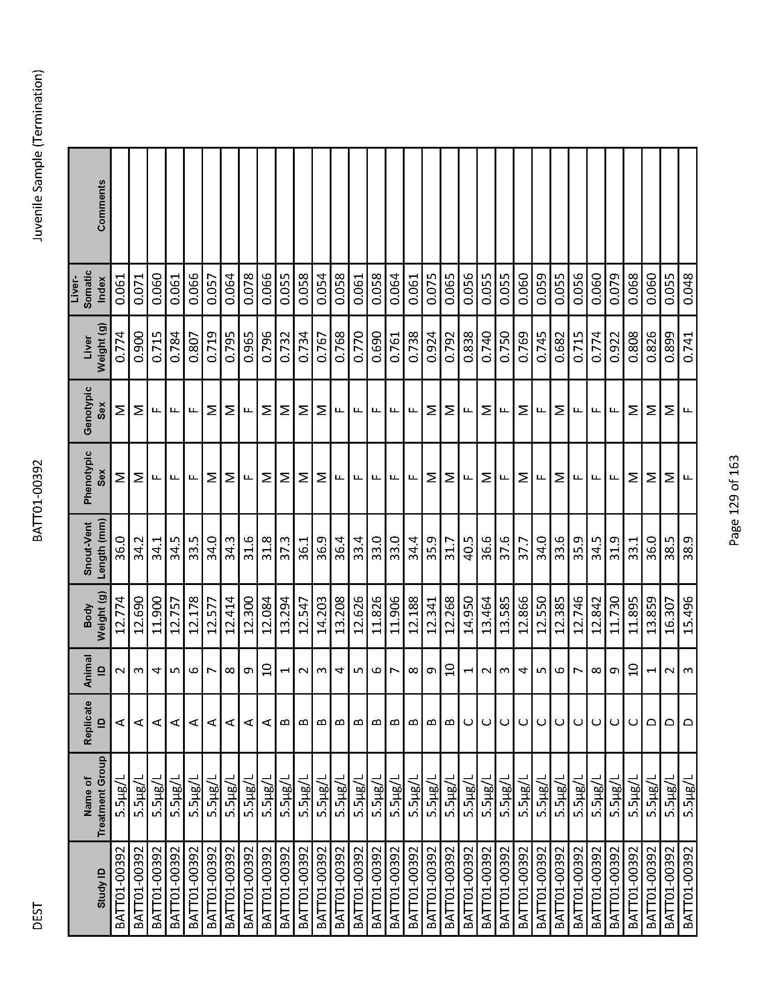 DEST BATT01-00392 Juvenile Sample (Termination)
Study ID Name of Treatment Group Replicate ID Animal ID Body Weight (g) Snout-Vent Length (mm) Phenotypic Sex Genotypic Sex Liver Weight (g) Liver-Somatic Index Comments
BATT01-00392 5.5µg/L A 2 12.774 36.0 M M 0.774 0.061
BATT01-00392 5.5µg/L A 3 12.690 34.2 M M 0.900 0.071
BATT01-00392 5.5µg/L A 4 11.900 34.1 F F 0.715 0.060
BATT01-00392 5.5µg/L A 5 12.757 34.5 F F 0.784 0.061
BATT01-00392 5.5µg/L A 6 12.178 33.5 F F 0.807 0.066
BATT01-00392 5.5µg/L A 7 12.577 34.0 M M 0.719 0.057
BATT01-00392 5.5µg/L A 8 12.414 34.3 M M 0.795 0.064
BATT01-00392 5.5µg/L A 9 12.300 31.6 F F 0.965 0.078
BATT01-00392 5.5µg/L A 10 12.084 31.8 M M 0.796 0.066
BATT01-00392 5.5µg/L B 1 13.294 37.3 M M 0.732 0.055
BATT01-00392 5.5µg/L B 2 12.547 36.1 M M 0.734 0.058
BATT01-00392 5.5µg/L B 3 14.203 36.9 M M 0.767 0.054
BATT01-00392 5.5µg/L B 4 13.208 36.4 F F 0.768 0.058
BATT01-00392 5.5µg/L B 5 12.626 33.4 F F 0.770 0.061
BATT01-00392 5.5µg/L B 6 11.826 33.0 F F 0.690 0.058
BATT01-00392 5.5µg/L B 7 11.906 33.0 F F 0.761 0.064
BATT01-00392 5.5µg/L B 8 12.188 34.4 F F 0.738 0.061
BATT01-00392 5.5µg/L B 9 12.341 35.9 M M 0.924 0.075
BATT01-00392 5.5µg/L B 10 12.268 31.7 M M 0.792 0.065
BATT01-00392 5.5µg/L C 1 14.950 40.5 F F 0.838 0.056
BATT01-00392 5.5µg/L C 2 13.464 36.6 M M 0.740 0.055
BATT01-00392 5.5µg/L C 3 13.585 37.6 F F 0.750 0.055
BATT01-00392 5.5µg/L C 4 12.866 37.7 M M 0.769 0.060
BATT01-00392 5.5µg/L C 5 12.550 34.0 F F 0.745 0.059
BATT01-00392 5.5µg/L C 6 12.385 33.6 M M 0.682 0.055
BATT01-00392 5.5µg/L C 7 12.746 35.9 F F 0.715 0.056
BATT01-00392 5.5µg/L C 8 12.842 34.5 F F 0.774 0.060
BATT01-00392 5.5µg/L C 9 11.730 31.9 F F 0.922 0.079
BATT01-00392 5.5µg/L C 10 11.895 33.1 M M 0.808 0.068
BATT01-00392 5.5µg/L D 1 13.859 36.0 M M 0.826 0.060
BATT01-00392 5.5µg/L D 2 16.307 38.5 M M 0.899 0.055
BATT01-00392 5.5µg/L D 3 15.496 38.9 F F 0.741 0.048
Page 129 of 163